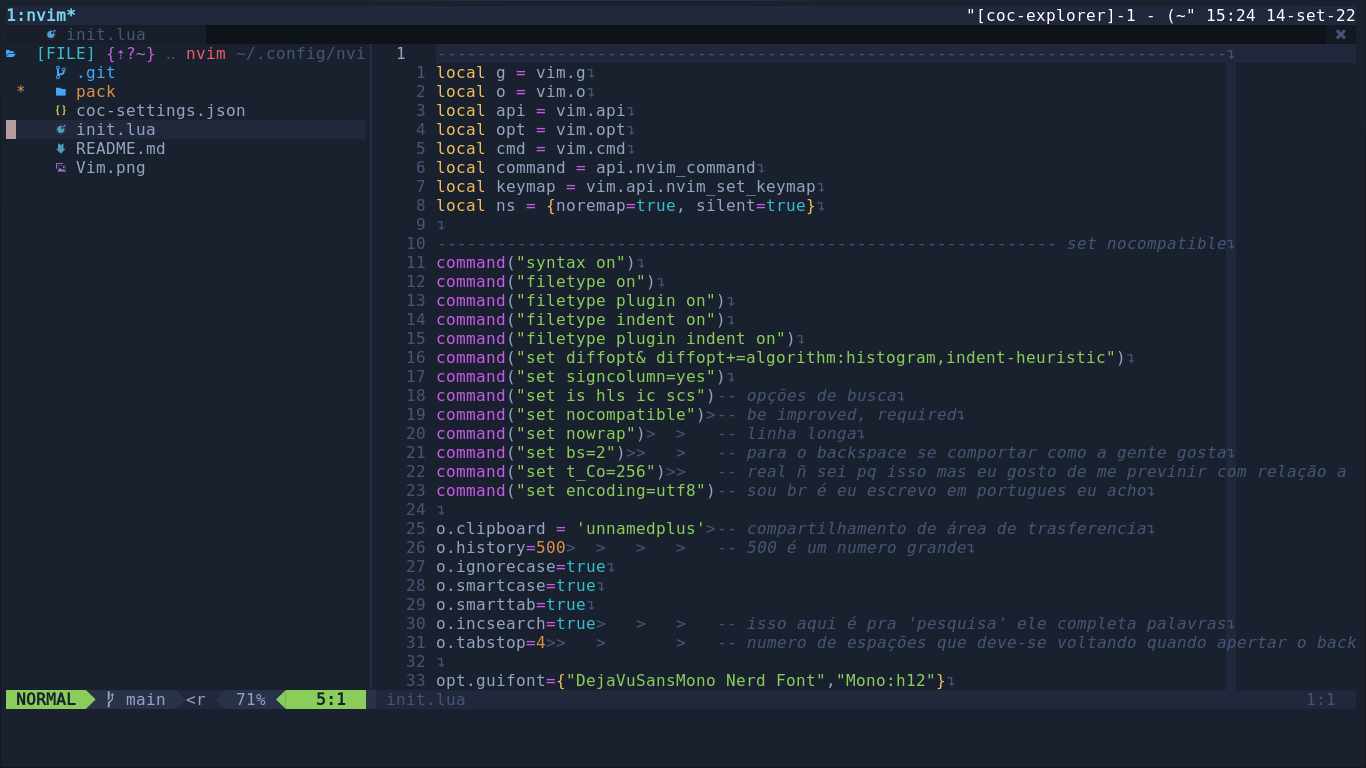 1:nvim* "[coc-explorer]-1 - (~" 15:24 14-set-22
init.lua ✖
[FILE] {⇡?~} .. nvim ~/.config/nvi
.git
* pack
{} coc-settings.json
init.lua
README.md
Vim.png
1 -------------------------------------------------------------------------------↴
1 local g = vim.g↴
2 local o = vim.o↴
3 local api = vim.api↴
4 local opt = vim.opt↴
5 local cmd = vim.cmd↴
6 local command = api.nvim_command↴
7 local keymap = vim.api.nvim_set_keymap↴
8 local ns = {noremap=true, silent=true}↴
9 ↴
10 -------------------------------------------------------------- set nocompatible↴
11 command("syntax on")↴
12 command("filetype on")↴
13 command("filetype plugin on")↴
14 command("filetype indent on")↴
15 command("filetype plugin indent on")↴
16 command("set diffopt& diffopt+=algorithm:histogram,indent-heuristic")↴
17 command("set signcolumn=yes")↴
18 command("set is hls ic scs")-- opções de busca↴
19 command("set nocompatible")>-- be improved, required↴
20 command("set nowrap")>  >   -- linha longa↴
21 command("set bs=2")>>   >   -- para o backspace se comportar como a gente gosta↴
22 command("set t_Co=256")>>   -- real ñ sei pq isso mas eu gosto de me previnir com relação a
23 command("set encoding=utf8")-- sou br é eu escrevo em portugues eu acho↴
24 ↴
25 o.clipboard = 'unnamedplus'>-- compartilhamento de área de trasferencia↴
26 o.history=500>  >   >   >   -- 500 é um numero grande↴
27 o.ignorecase=true↴
28 o.smartcase=true↴
29 o.smarttab=true↴
30 o.incsearch=true>   >   >   -- isso aqui é pra 'pesquisa' ele completa palavras↴
31 o.tabstop=4>>   >       >   -- numero de espações que deve-se voltando quando apertar o back
32 ↴
33 opt.guifont={"DejaVuSansMono Nerd Font","Mono:h12"}↴
NORMAL main <r 71% 5:1 init.lua 1:1